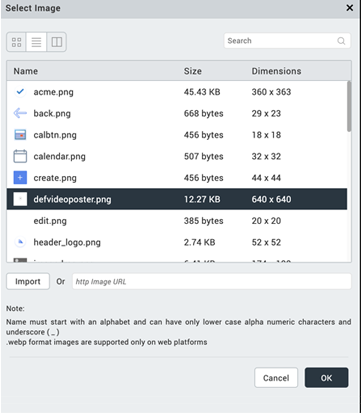 Select Image
Search
Name Size Dimensions
acme.png 45.43 KB 360 x 363
back.png 668 bytes 29 x 23
calbtn.png 456 bytes 18 x 18
calendar.png 507 bytes 32 x 32
create.png 456 bytes 44 x 44
defvideoposter.png 12.27 KB 640 x 640
edit.png 385 bytes 20 x 20
header_logo.png 2.74 KB 52 x 52
Import Or http Image URL
Note:
Name must start with an alphabet and can have only lower case alpha numeric characters and
underscore ( _ )
.webp format images are supported only on web platforms
Cancel OK